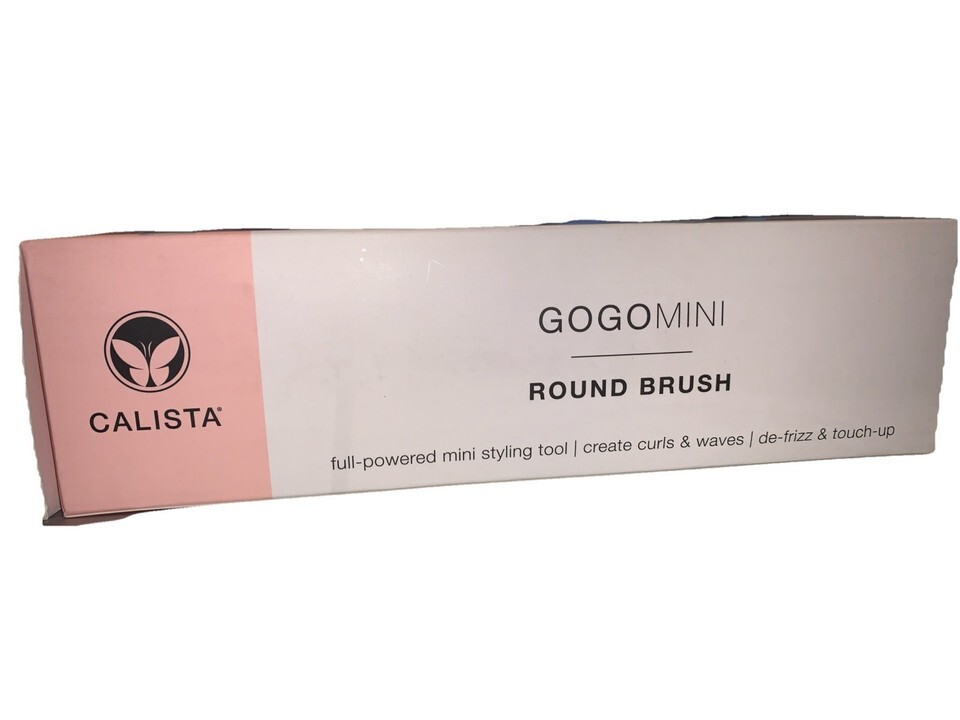 CALISTA®
GOGOMINI
ROUND BRUSH
full-powered mini styling tool | create curls & waves | de-frizz & touch-up